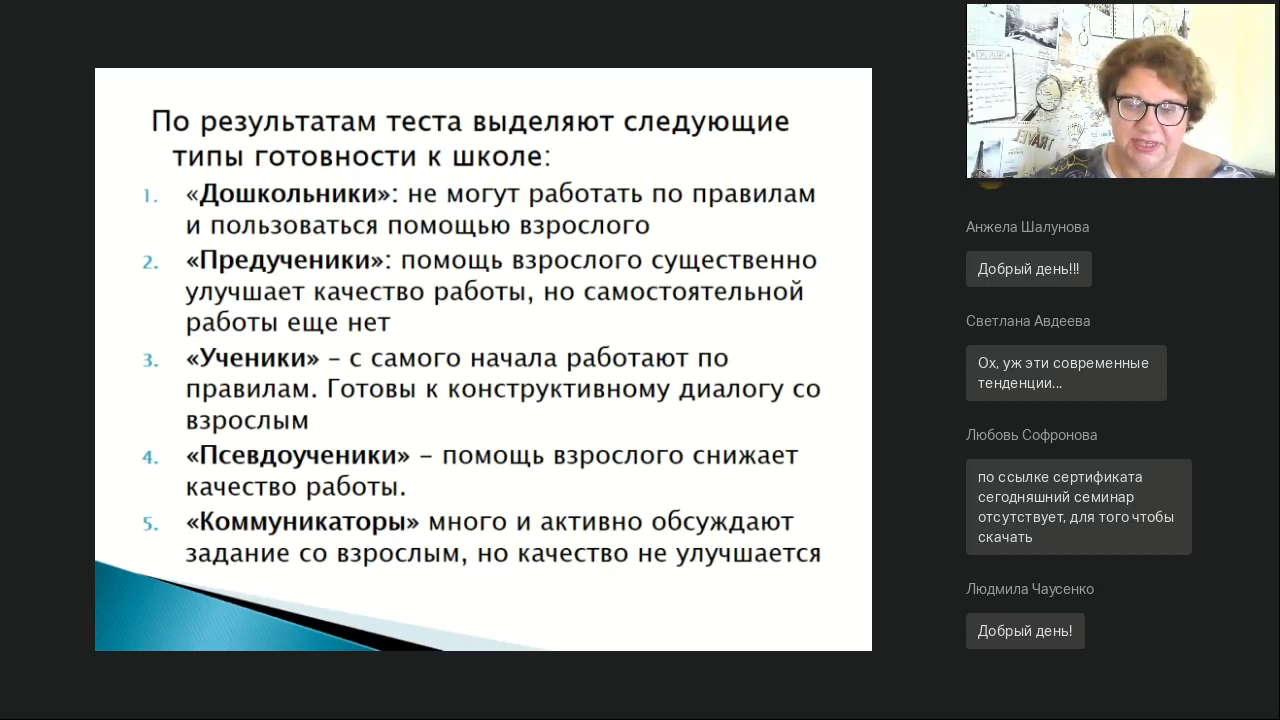 По результатам теста выделяют следующие
типы готовности к школе:
1. «Дошкольники»: не могут работать по правилам
и пользоваться помощью взрослого
2. «Предученики»: помощь взрослого существенно
улучшает качество работы, но самостоятельной
работы еще нет
3. «Ученики» – с самого начала работают по
правилам. Готовы к конструктивному диалогу со
взрослым
4. «Псевдоученики» – помощь взрослого снижает
качество работы.
5. «Коммуникаторы» много и активно обсуждают
задание со взрослым, но качество не улучшается
TRAVEL
Анжела Шалунова
Добрый день!!!
Светлана Авдеева
Ох, уж эти современные
тенденции...
Любовь Софронова
по ссылке сертификата
сегодняшний семинар
отсутствует, для того чтобы
скачать
Людмила Чаусенко
Добрый день!